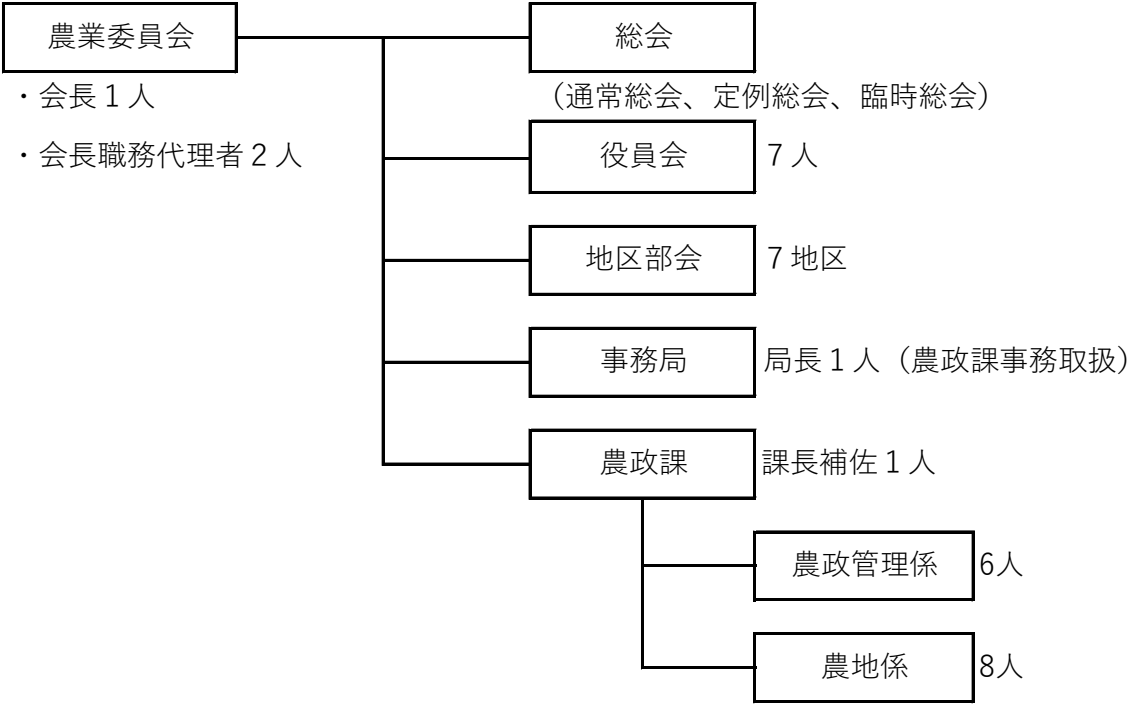 農業委員会
総会
・会長１人
（通常総会、定例総会、臨時総会）
・会長職務代理者２人
役員会 ７人
地区部会 ７地区
事務局 局長１人（農政課事務取扱）
農政課 課長補佐１人
農政管理係 6人
農地係 8人